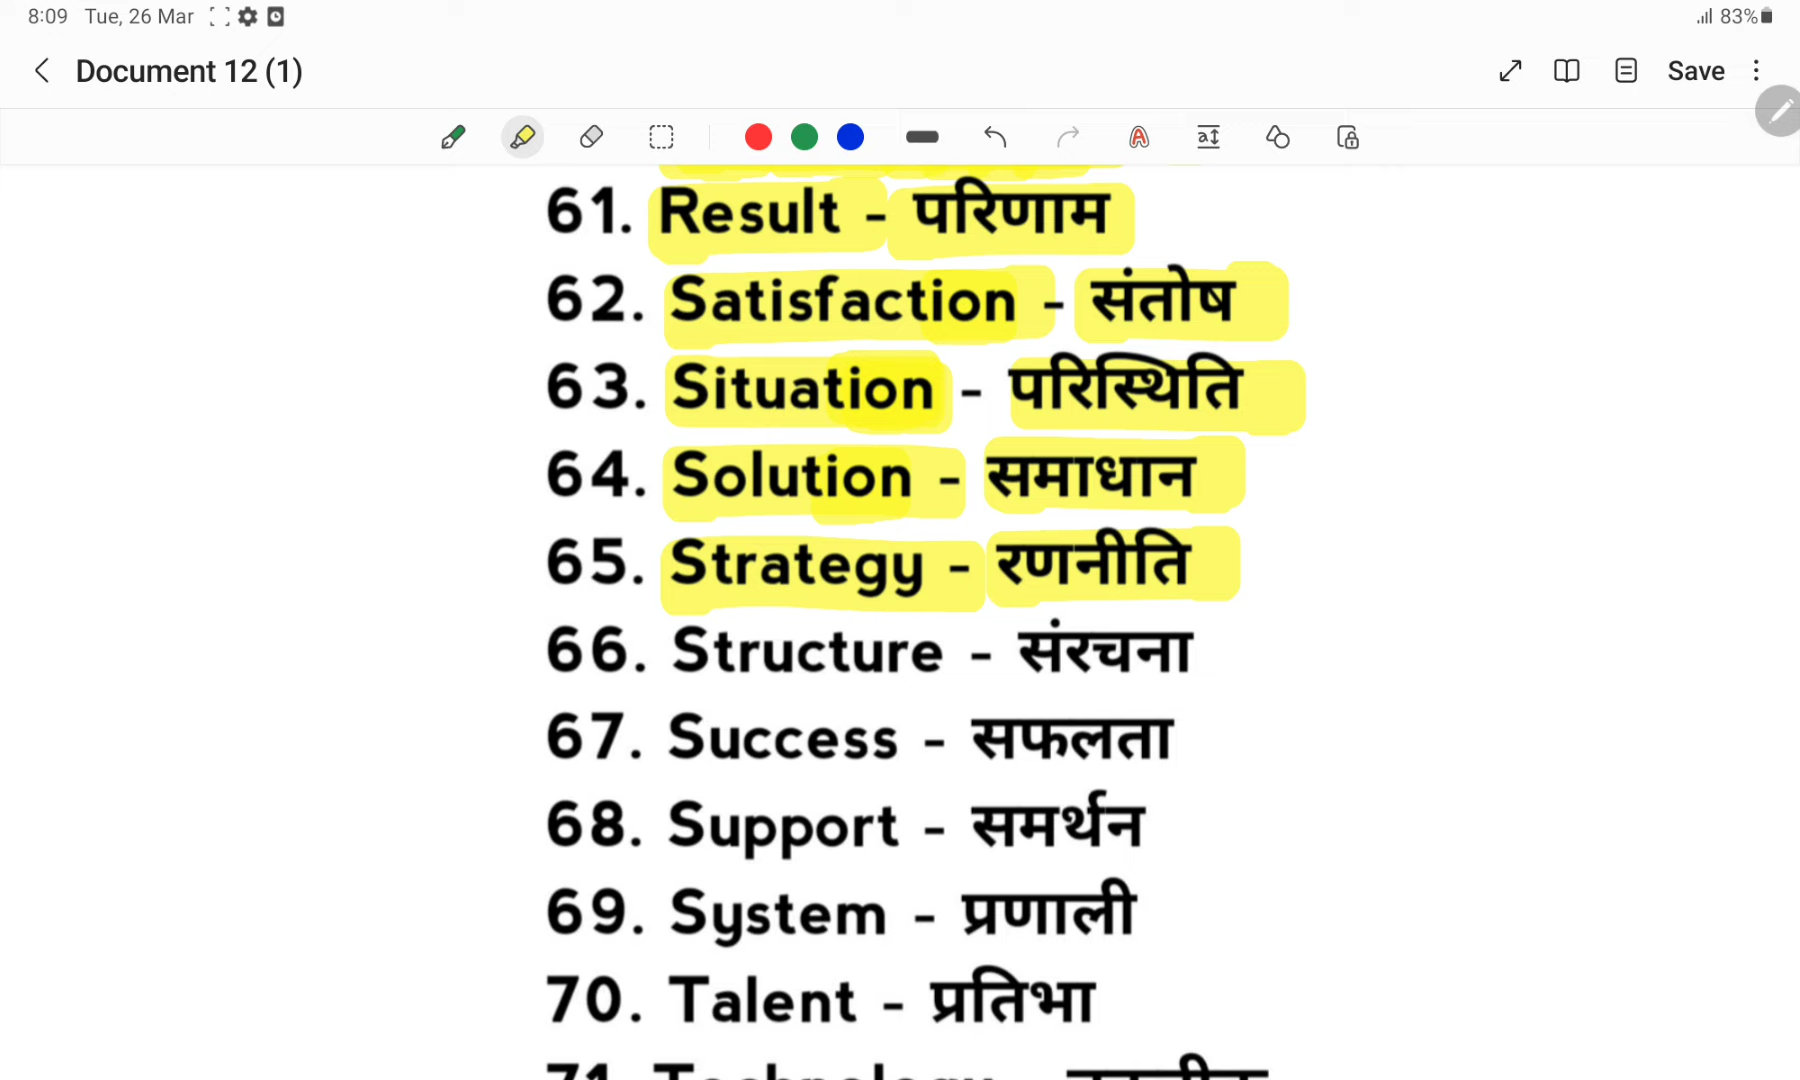 8:09 Tue, 26 Mar 83%
Document 12 (1) Save
61. Result - परिणाम
62. Satisfaction - संतोष
63. Situation - परिस्थिति
64. Solution - समाधान
65. Strategy - रणनीति
66. Structure - संरचना
67. Success - सफलता
68. Support - समर्थन
69. System - प्रणाली
70. Talent - प्रतिभा
71. Technology -